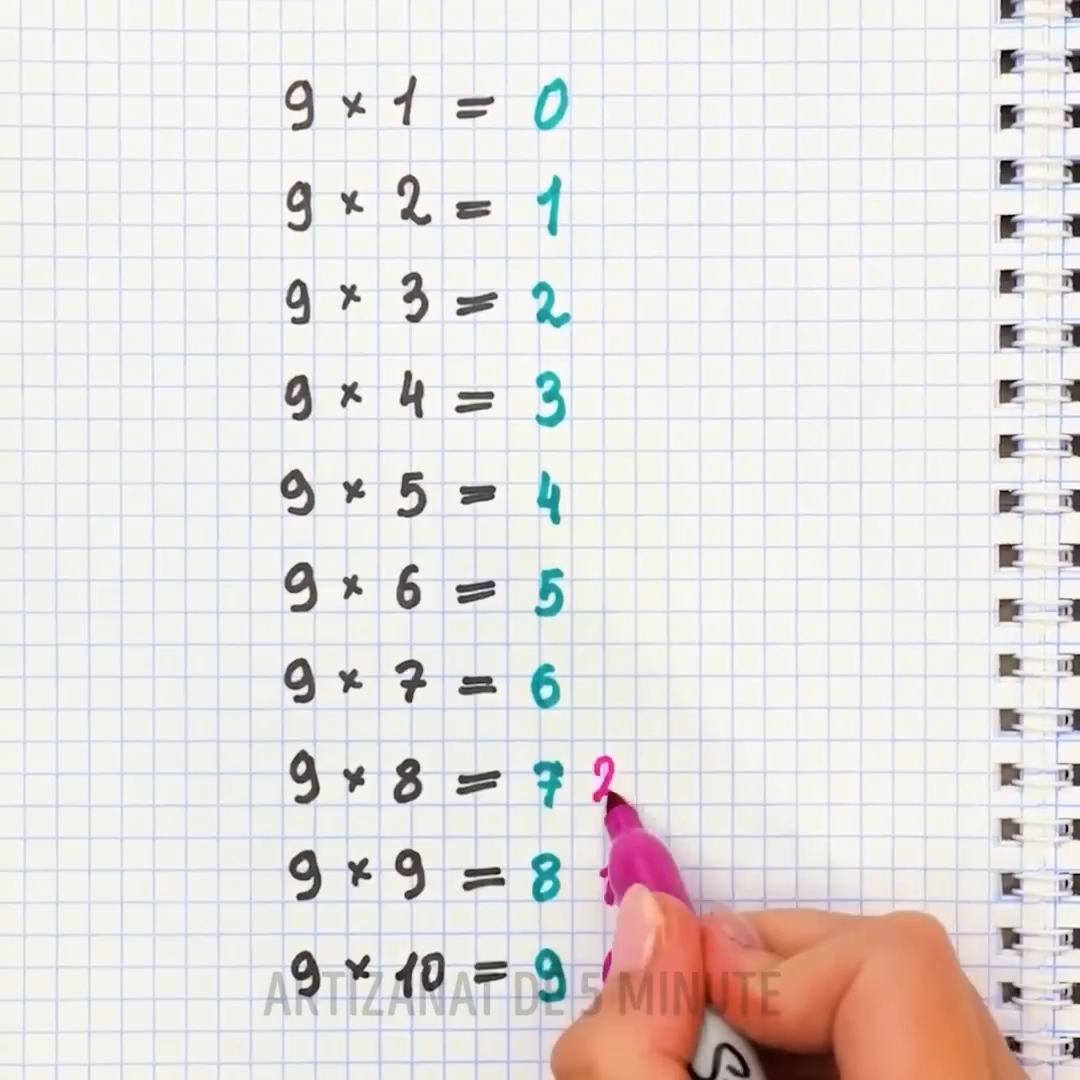 9 × 1 = 0
9 × 2 = 1
9 × 3 = 2
9 × 4 = 3
9 × 5 = 4
9 × 6 = 5
9 × 7 = 6
9 × 8 = 7 2
9 × 9 = 8
9 × 10 = 9
ARTIZANAT DE 5 MINUTE